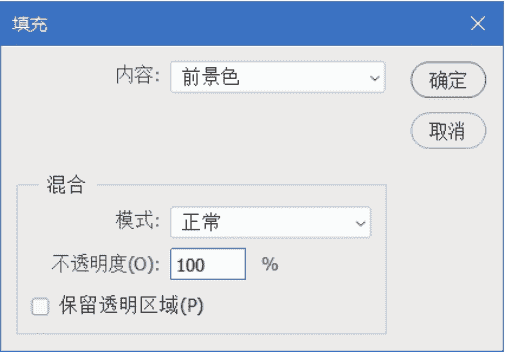 填充
内容: 前景色
确定
取消
混合
模式: 正常
不透明度(O): 100 %
保留透明区域(P)